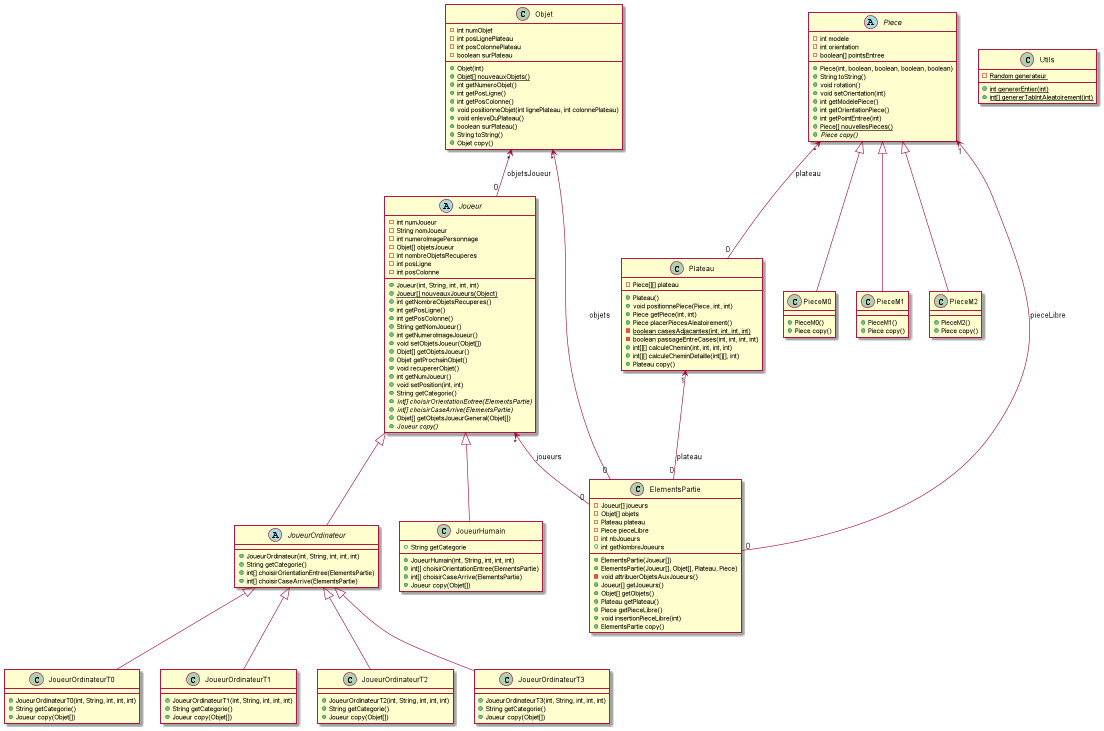 C Objet
int numObjet
int posLignePlateau
int posColonnePlateau
boolean surPlateau
Objet(int)
Objet[] nouveauxObjets()
int getNumeroObjet()
int getPosLigne()
int getPosColonne()
void positionneObjet(int lignePlateau, int colonnePlateau)
void enleveDuPlateau()
boolean surPlateau()
String toString()
Objet copy()
A Piece
int modele
int orientation
boolean[] pointsEntree
Piece(int, boolean, boolean, boolean, boolean)
String toString()
void rotation()
void setOrientation(int)
int getModelePiece()
int getOrientationPiece()
int getPointEntree(int)
Piece[] nouvellesPieces()
Piece copy()
C Utils
Random generateur
int genererEntier(int)
int[] genererTabIntAleatoirement(int)
* * * 1
objetsJoueur
plateau
0 0
A Joueur
int numJoueur
String nomJoueur
int numeroImagePersonnage
Objet[] objetsJoueur
int nombreObjetsRecuperes
int posLigne
int posColonne
Joueur(int, String, int, int, int)
Joueur[] nouveauxJoueurs(Object)
int getNombreObjetsRecuperes()
int getPosLigne()
int getPosColonne()
String getNomJoueur()
int getNumeroImageJoueur()
void setObjetsJoueur(Objet[])
Objet[] getObjetsJoueur()
Objet getProchainObjet()
void recupererObjet()
int getNumJoueur()
void setPosition(int, int)
String getCategorie()
int[] choisirOrientationEntree(ElementsPartie)
int[] choisirCaseArrive(ElementsPartie)
Objet[] getObjetsJoueurGeneral(Objet[])
Joueur copy()
objets
C Plateau
Piece[][] plateau
Plateau()
void positionnePiece(Piece, int, int)
Piece getPiece(int, int)
Piece placerPiecesAleatoirement()
boolean casesAdjacantes(int, int, int, int)
boolean passageEntreCases(int, int, int, int)
int[][] calculeChemin(int, int, int, int)
int[][] calculeCheminDetaille(int[][], int)
Plateau copy()
C PieceM0
PieceM0()
Piece copy()
C PieceM1
PieceM1()
Piece copy()
C PieceM2
PieceM2()
Piece copy()
pieceLibre
* 1
joueurs
plateau
0 0 0 0
A JoueurOrdinateur
JoueurOrdinateur(int, String, int, int, int)
String getCategorie()
int[] choisirOrientationEntree(ElementsPartie)
int[] choisirCaseArrive(ElementsPartie)
C JoueurHumain
String getCategorie
JoueurHumain(int, String, int, int, int)
int[] choisirOrientationEntree(ElementsPartie)
int[] choisirCaseArrive(ElementsPartie)
Joueur copy(Objet[])
C ElementsPartie
Joueur[] joueurs
Objet[] objets
Plateau plateau
Piece pieceLibre
int nbJoueurs
int getNombreJoueurs
ElementsPartie(Joueur[])
ElementsPartie(Joueur[], Objet[], Plateau, Piece)
void attribuerObjetsAuxJoueurs()
Joueur[] getJoueurs()
Objet[] getObjets()
Plateau getPlateau()
Piece getPieceLibre()
void insertionPieceLibre(int)
ElementsPartie copy()
C JoueurOrdinateurT0
JoueurOrdinateurT0(int, String, int, int, int)
String getCategorie()
Joueur copy(Objet[])
C JoueurOrdinateurT1
JoueurOrdinateurT1(int, String, int, int, int)
String getCategorie()
Joueur copy(Objet[])
C JoueurOrdinateurT2
JoueurOrdinateurT2(int, String, int, int, int)
String getCategorie()
Joueur copy(Objet[])
C JoueurOrdinateurT3
JoueurOrdinateurT3(int, String, int, int, int)
String getCategorie()
Joueur copy(Objet[])